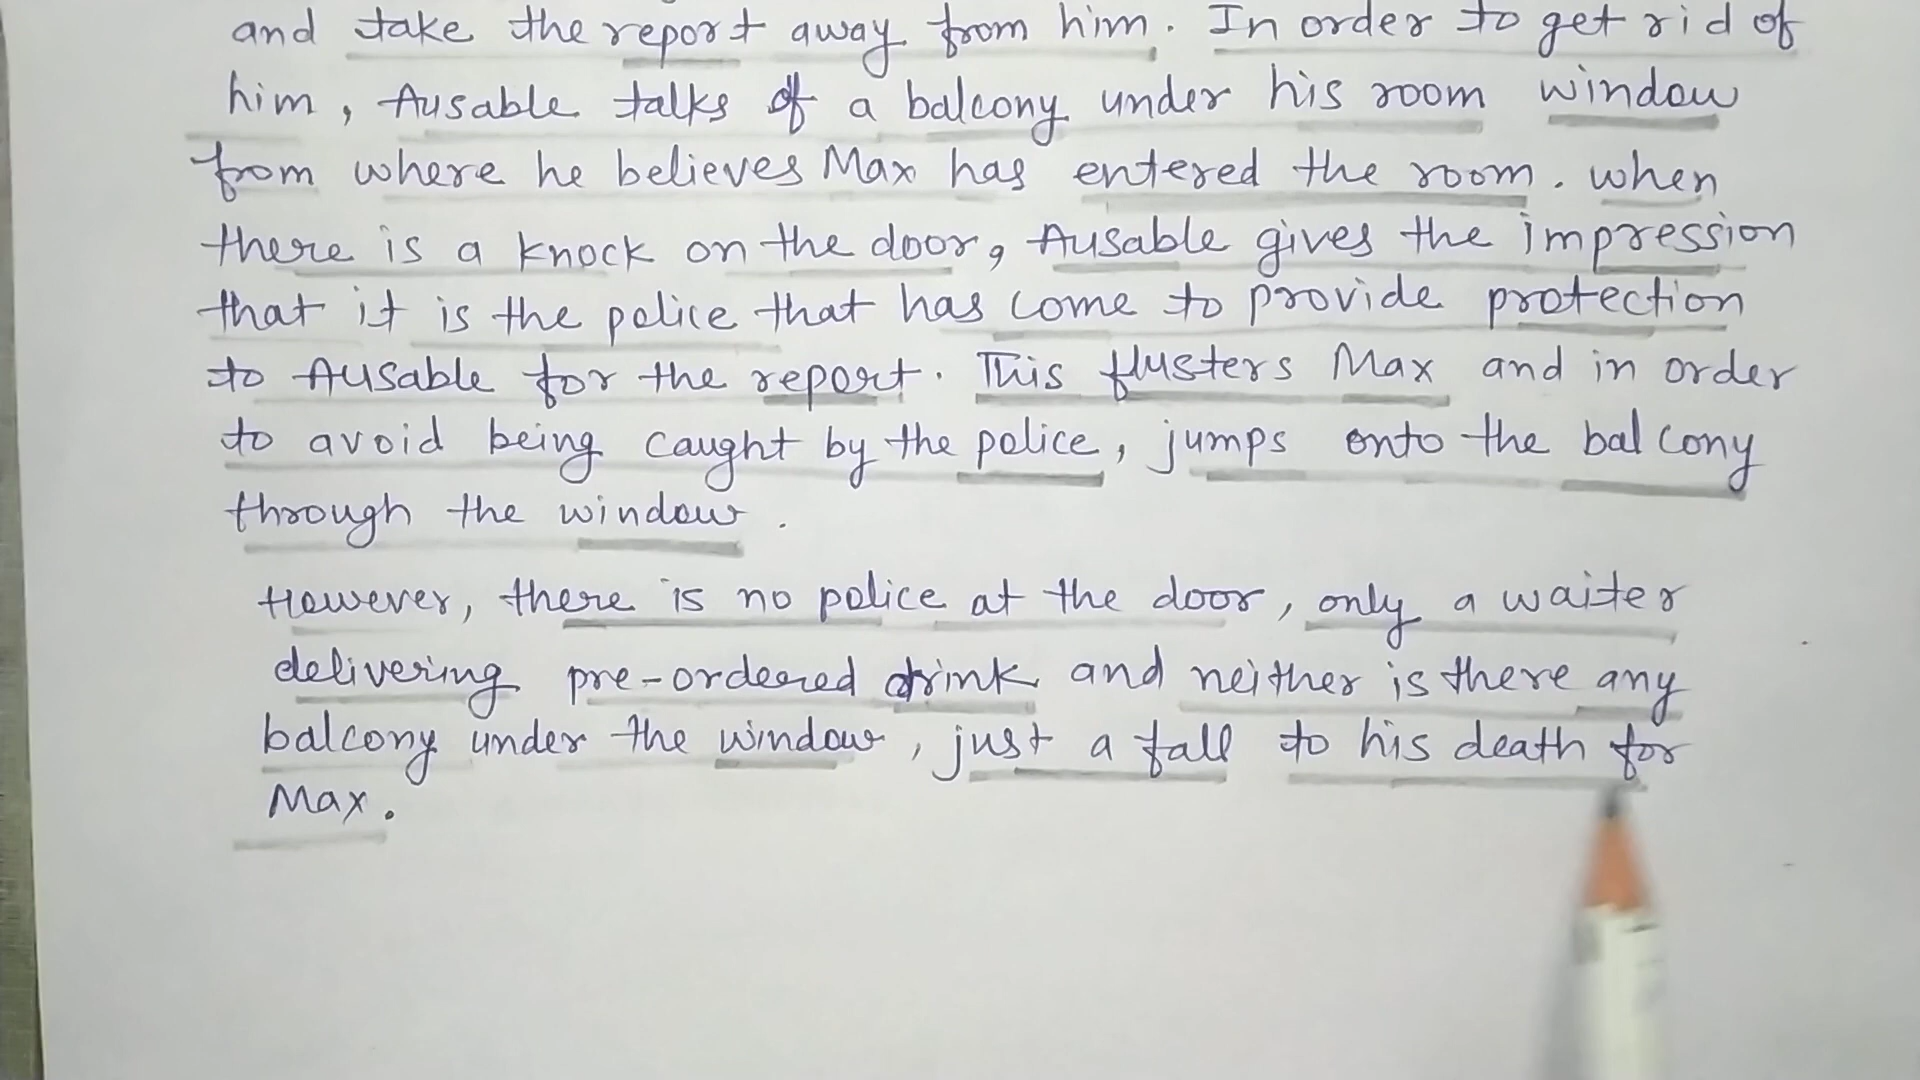 and take the report away from him. In order to get rid of
him, Ausable talks of a balcony under his room window
from where he believes Max has entered the room. when
there is a knock on the door, Ausable gives the impression
that it is the police that has come to provide protection
to Ausable for the report. This flusters Max and in order
to avoid being caught by the police, jumps onto the balcony
through the window.
However, there is no police at the door, only a waiter
delivering pre-ordered drink and neither is there any
balcony under the window, just a fall to his death for
Max.